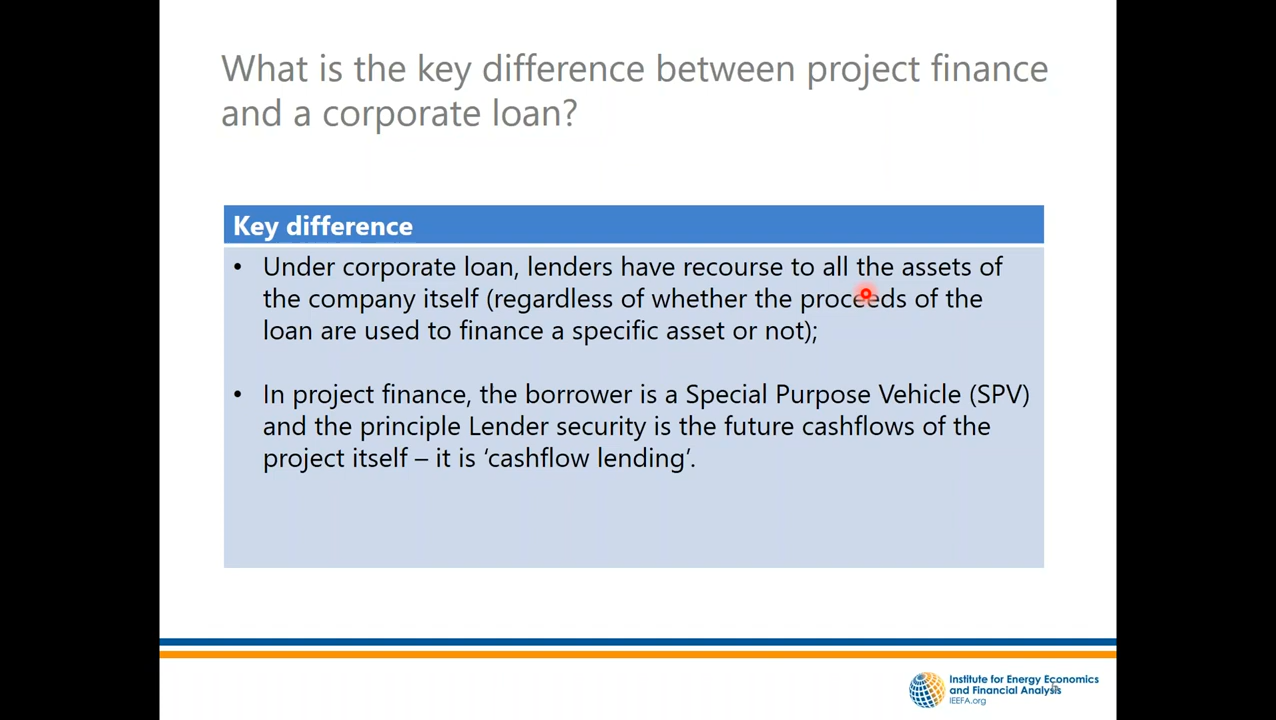 What is the key difference between project finance
and a corporate loan?
Key difference
• Under corporate loan, lenders have recourse to all the assets of
the company itself (regardless of whether the proceeds of the
loan are used to finance a specific asset or not);
• In project finance, the borrower is a Special Purpose Vehicle (SPV)
and the principle Lender security is the future cashflows of the
project itself – it is ‘cashflow lending’.
Institute for Energy Economics
and Financial Analysis
IEEFA.org